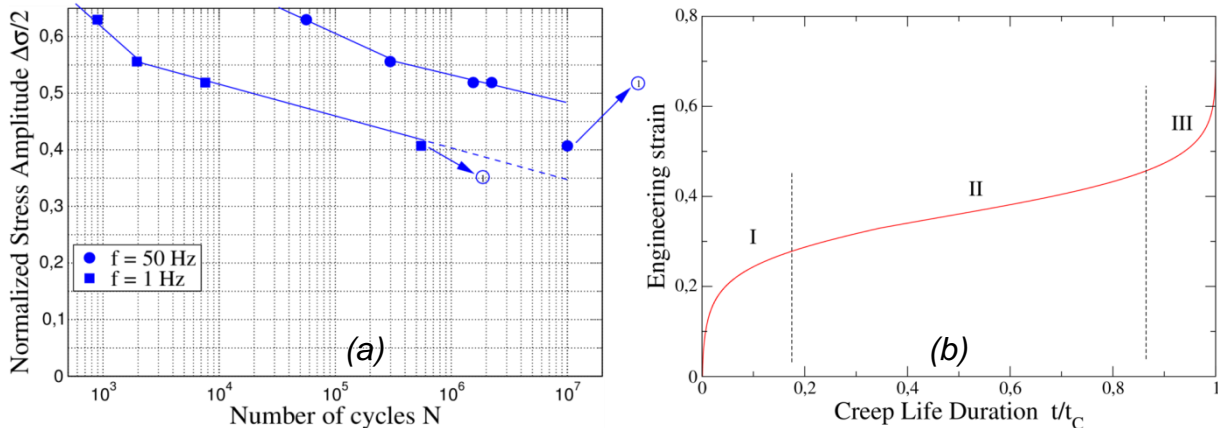 Normalized Stress Amplitude Δσ/2
0,6
0,5
0,4
0,3
0,2
0,1
0
10³
10⁴
10⁵
10⁶
10⁷
Number of cycles N
f = 50 Hz
f = 1 Hz
(a)
Engineering strain
0,8
0,6
0,4
0,2
0
0
0,2
0,4
0,6
0,8
1
Creep Life Duration t/t_C
I
II
III
(b)